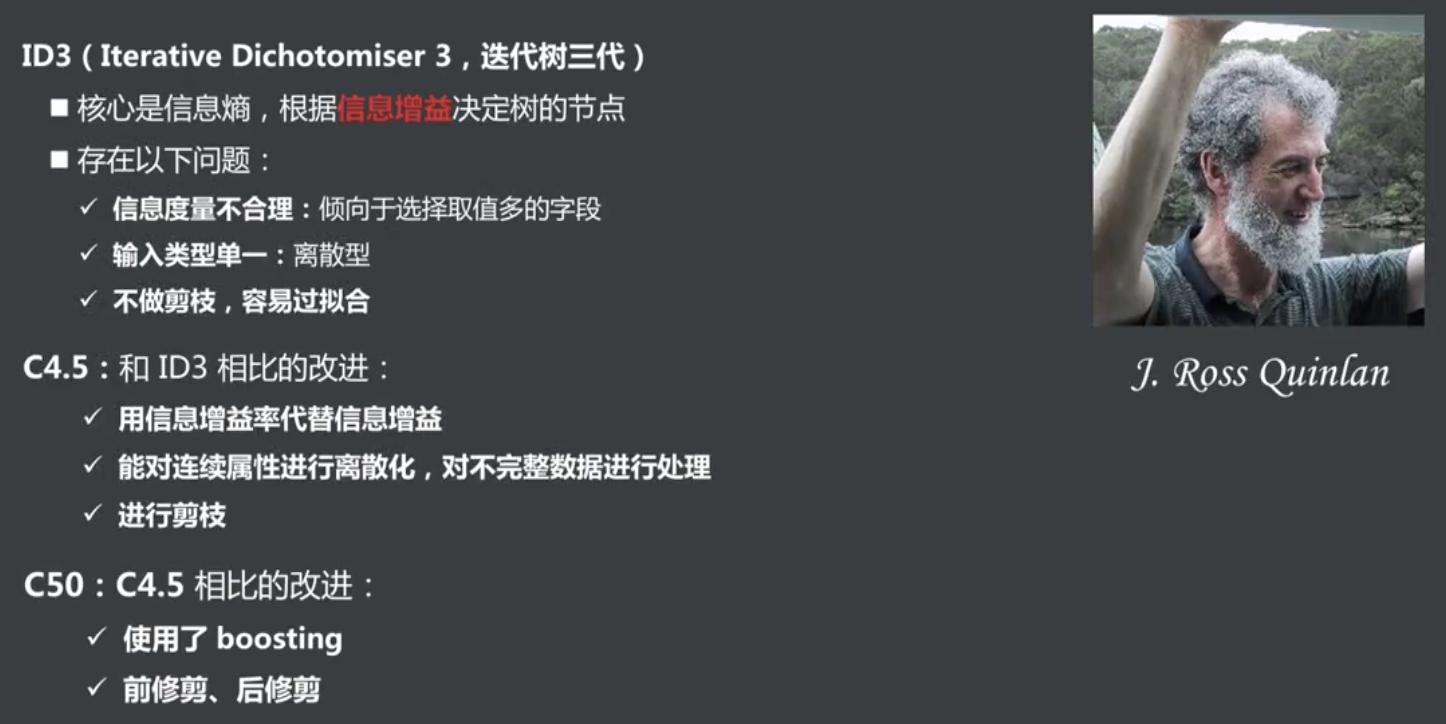 ID3（Iterative Dichotomiser 3，迭代树三代）
■ 核心是信息熵，根据信息增益决定树的节点
■ 存在以下问题：
✓ 信息度量不合理：倾向于选择取值多的字段
✓ 输入类型单一：离散型
✓ 不做剪枝，容易过拟合
C4.5：和 ID3 相比的改进：
✓ 用信息增益率代替信息增益
✓ 能对连续属性进行离散化，对不完整数据进行处理
✓ 进行剪枝
C50：C4.5 相比的改进：
✓ 使用了 boosting
✓ 前修剪、后修剪
J. Ross Quinlan